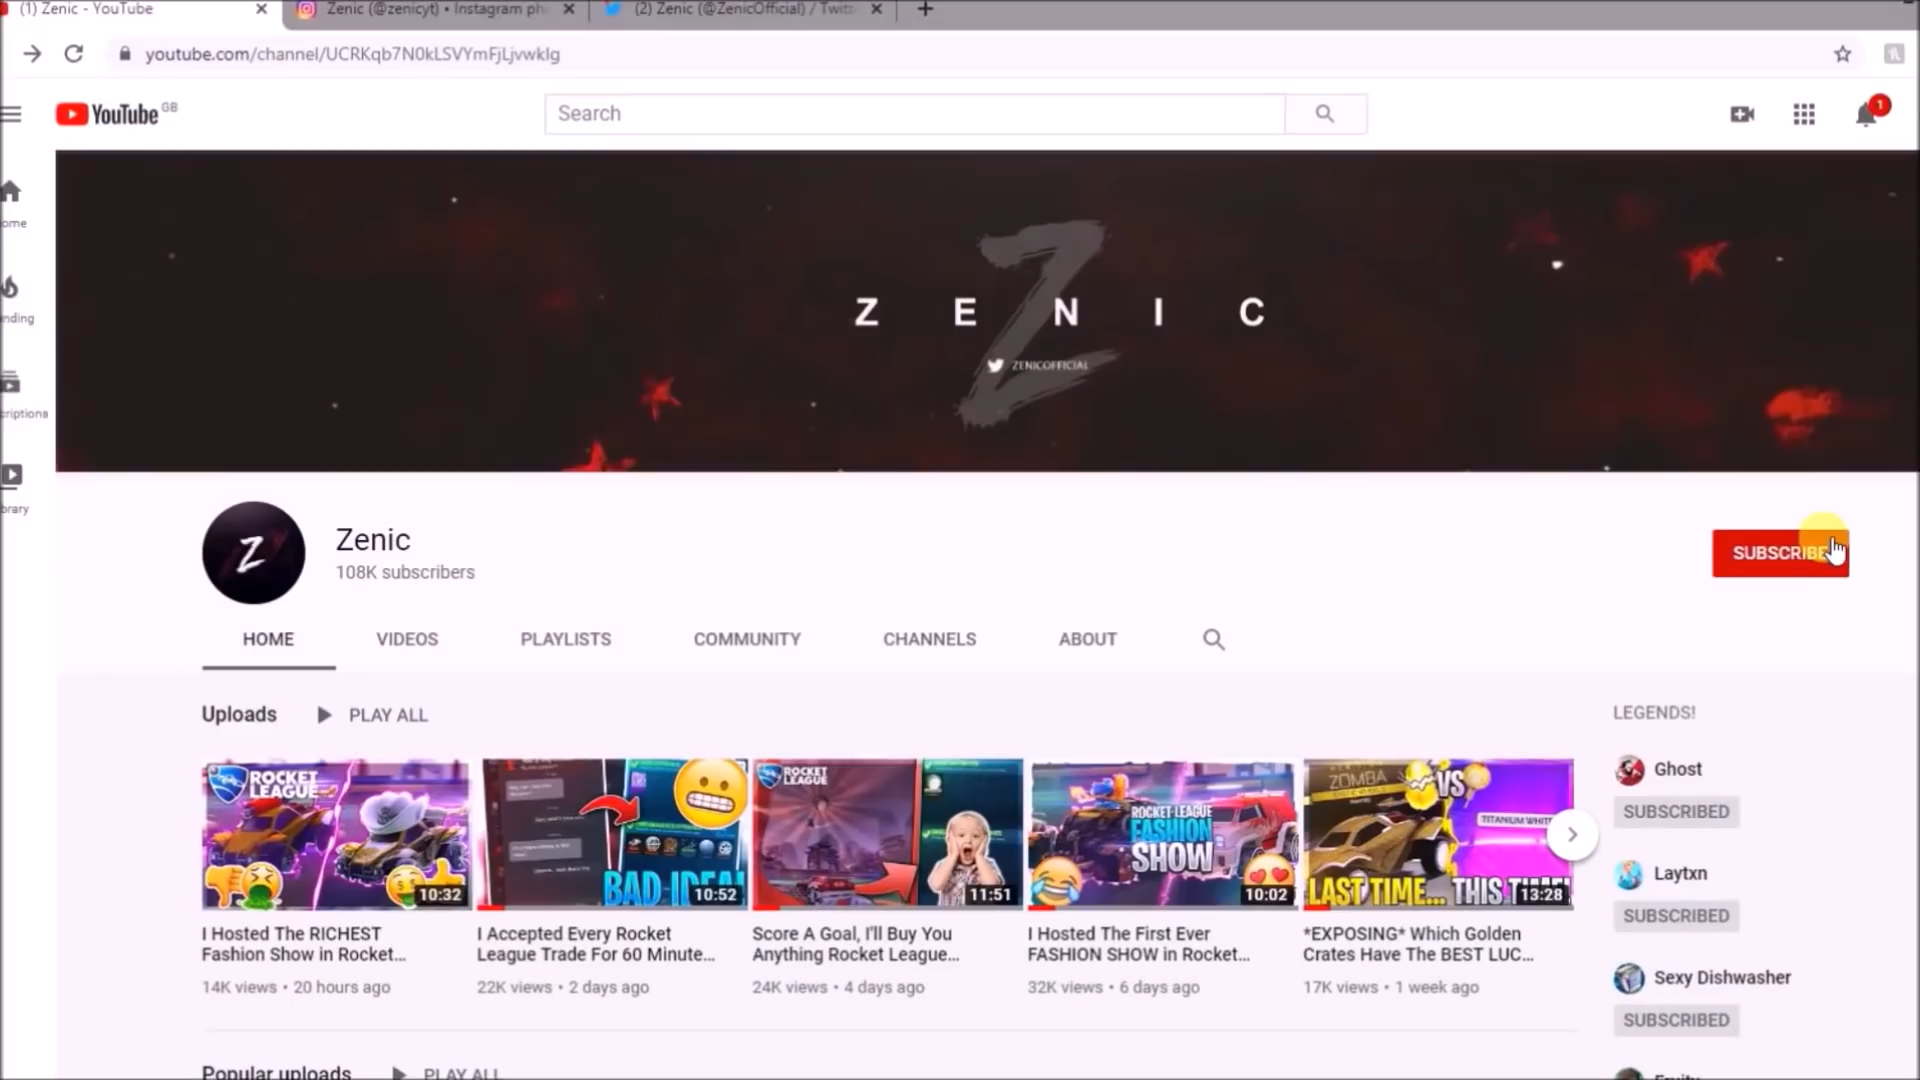 (1) Zenic - YouTube
Zenic (@zenicyt) • Instagram ph
(2) Zenic (@ZenicOfficial) / Twitt
youtube.com/channel/UCRKqb7N0kLSVYmFjLjvwkIg
YouTube GB
Search
1
ome
nding
criptions
brary
Z
Z E N I C
ZENICOFFICIAL
Z
Zenic
108K subscribers
SUBSCRIBE
HOME VIDEOS PLAYLISTS COMMUNITY CHANNELS ABOUT
Uploads PLAY ALL
LEGENDS!
ROCKET LEAGUE
10:32
BAD IDEA!
10:52
ROCKET LEAGUE
11:51
ROCKET LEAGUE
FASHION
SHOW
10:02
ZOMBA
VS
TITANIUM WHITE
LAST TIME... THIS TIME!
13:28
I Hosted The RICHEST
Fashion Show in Rocket...
14K views • 20 hours ago
I Accepted Every Rocket
League Trade For 60 Minute...
22K views • 2 days ago
Score A Goal, I'll Buy You
Anything Rocket League...
24K views • 4 days ago
I Hosted The First Ever
FASHION SHOW in Rocket...
32K views • 6 days ago
*EXPOSING* Which Golden
Crates Have The BEST LUC...
17K views • 1 week ago
Ghost
SUBSCRIBED
Laytxn
SUBSCRIBED
Sexy Dishwasher
SUBSCRIBED
Popular uploads PLAY ALL